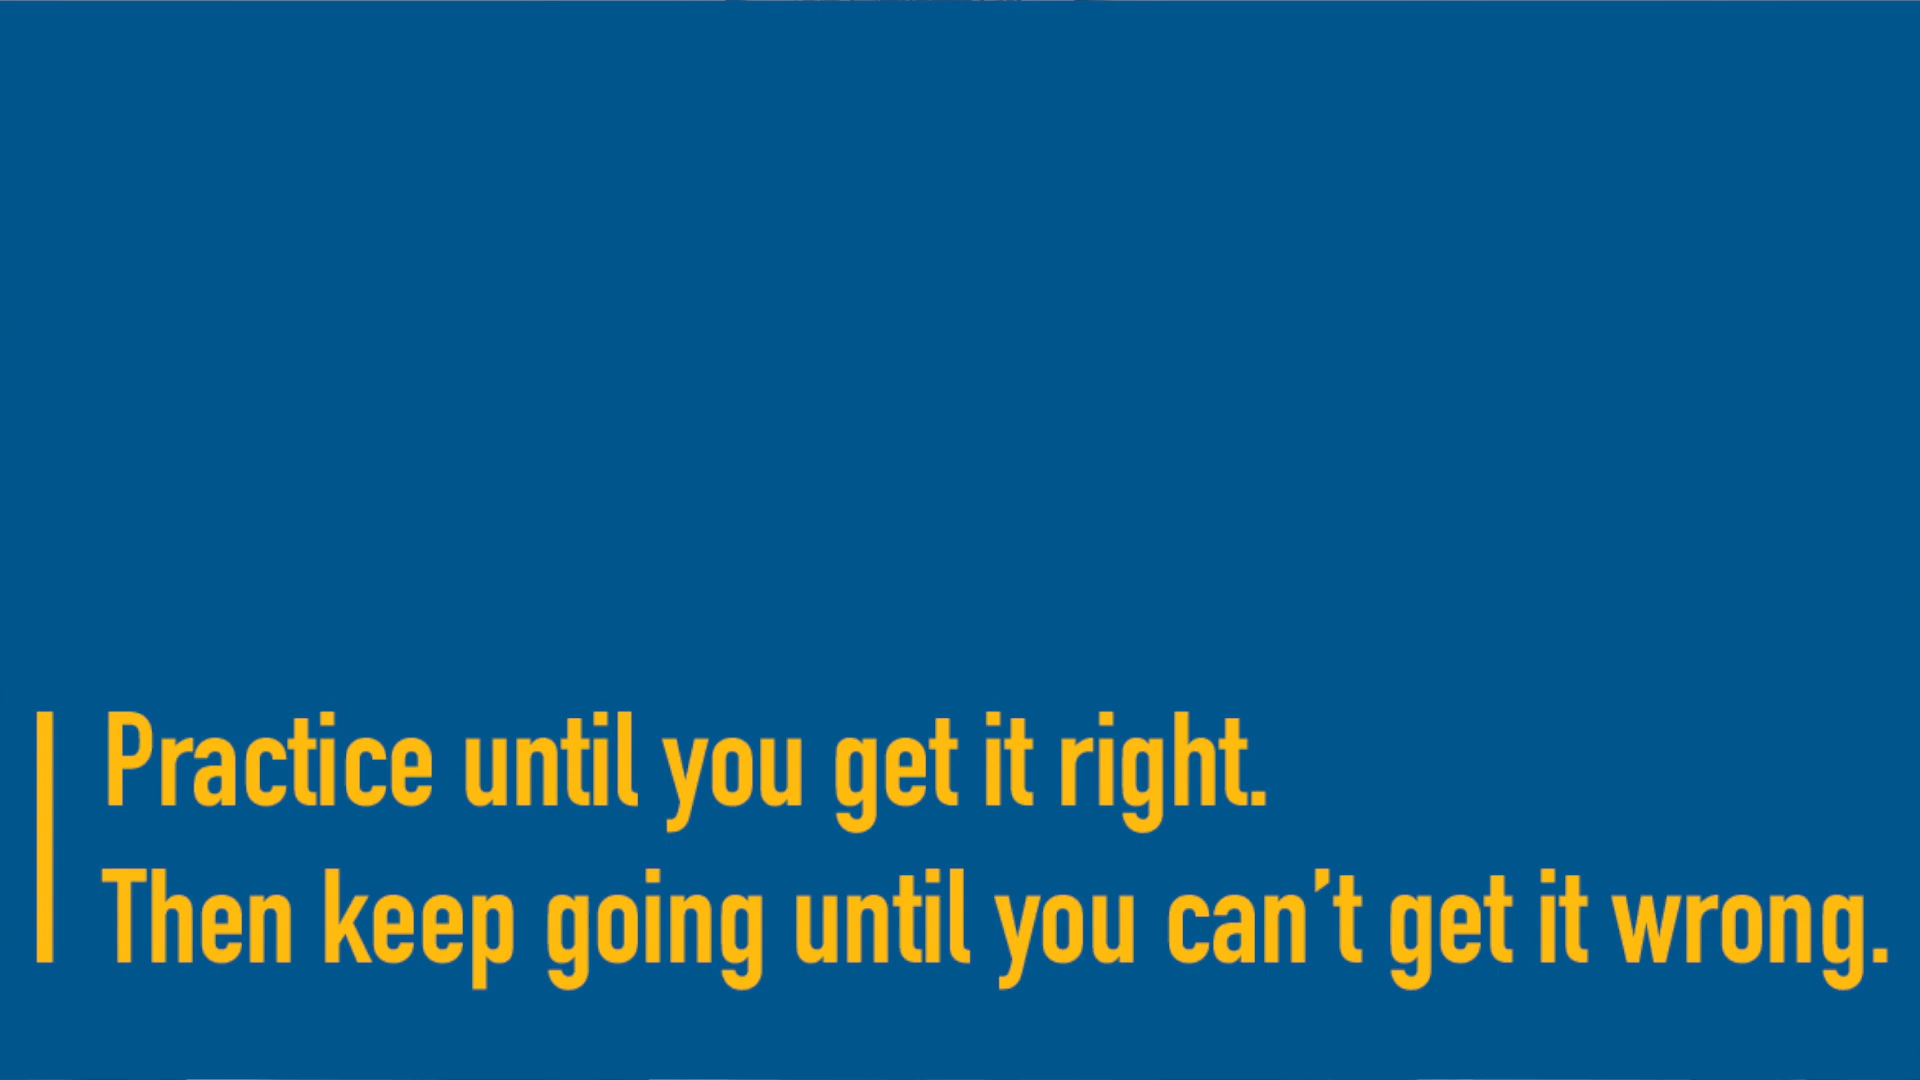 Practice until you get it right.
Then keep going until you can’t get it wrong.